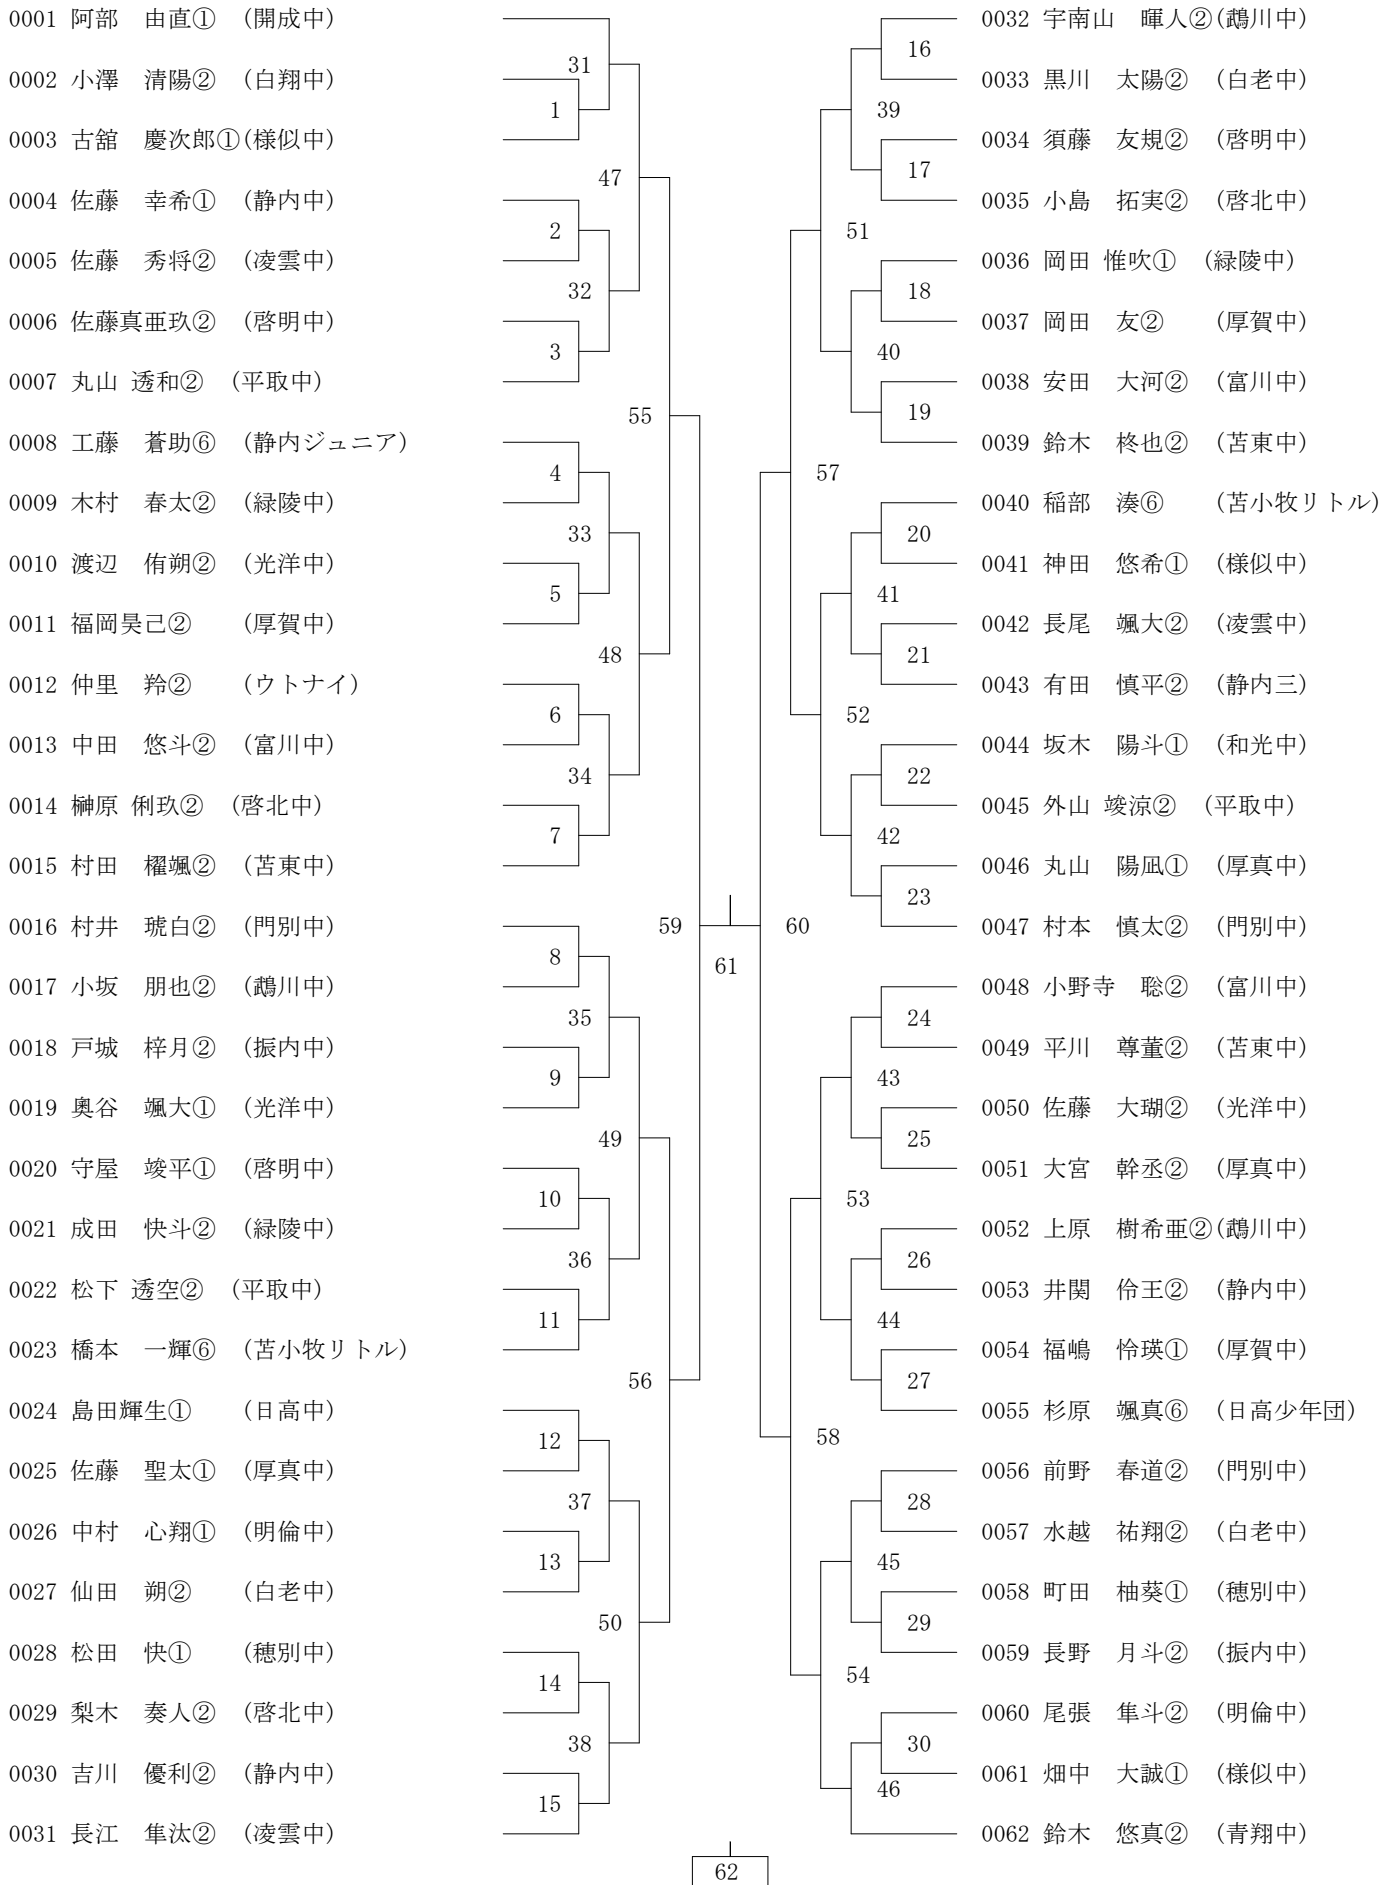 0001 阿部　由直①　(開成中)
0002 小澤　清陽②　(白翔中)
0003 古舘　慶次郎①(様似中)
0004 佐藤　幸希①　(静内中)
0005 佐藤　秀将②　(凌雲中)
0006 佐藤真亜玖②　(啓明中)
0007 丸山 透和②　(平取中)
0008 工藤　蒼助⑥　(静内ジュニア)
0009 木村　春太②　(緑陵中)
0010 渡辺　侑朔②　(光洋中)
0011 福岡昊己②　　(厚賀中)
0012 仲里　羚②　　(ウトナイ)
0013 中田　悠斗②　(富川中)
0014 榊原 俐玖②　(啓北中)
0015 村田　櫂颯②　(苫東中)
0016 村井　琥白②　(門別中)
0017 小坂　朋也②　(鵡川中)
0018 戸城　梓月②　(振内中)
0019 奥谷　颯大①　(光洋中)
0020 守屋　竣平①　(啓明中)
0021 成田　快斗②　(緑陵中)
0022 松下 透空②　(平取中)
0023 橋本　一輝⑥　(苫小牧リトル)
0024 島田輝生①　　(日高中)
0025 佐藤　聖太①　(厚真中)
0026 中村　心翔①　(明倫中)
0027 仙田　朔②　　(白老中)
0028 松田　快①　　(穂別中)
0029 梨木　奏人②　(啓北中)
0030 吉川　優利②　(静内中)
0031 長江　隼汰②　(凌雲中)
31
1
47
2
32
3
55
4
33
5
48
6
34
7
59
8
35
9
49
10
36
11
56
12
37
13
50
14
38
15
61
62
60
16
39
17
51
18
40
19
57
20
41
21
52
22
42
23
24
43
25
53
26
44
27
58
28
45
29
54
30
46
0032 宇南山　暉人②(鵡川中)
0033 黒川　太陽②　(白老中)
0034 須藤　友規②　(啓明中)
0035 小島　拓実②　(啓北中)
0036 岡田 惟吹①　(緑陵中)
0037 岡田　友②　　(厚賀中)
0038 安田　大河②　(富川中)
0039 鈴木　柊也②　(苫東中)
0040 稲部　湊⑥　　(苫小牧リトル)
0041 神田　悠希①　(様似中)
0042 長尾　颯大②　(凌雲中)
0043 有田　慎平②　(静内三)
0044 坂木　陽斗①　(和光中)
0045 外山 竣涼②　(平取中)
0046 丸山　陽凪①　(厚真中)
0047 村本　慎太②　(門別中)
0048 小野寺　聡②　(富川中)
0049 平川　尊董②　(苫東中)
0050 佐藤　大瑚②　(光洋中)
0051 大宮　幹丞②　(厚真中)
0052 上原　樹希亜②(鵡川中)
0053 井関　伶王②　(静内中)
0054 福嶋　怜瑛①　(厚賀中)
0055 杉原　颯真⑥　(日高少年団)
0056 前野　春道②　(門別中)
0057 水越　祐翔②　(白老中)
0058 町田　柚葵①　(穂別中)
0059 長野　月斗②　(振内中)
0060 尾張　隼斗②　(明倫中)
0061 畑中　大誠①　(様似中)
0062 鈴木　悠真②　(青翔中)